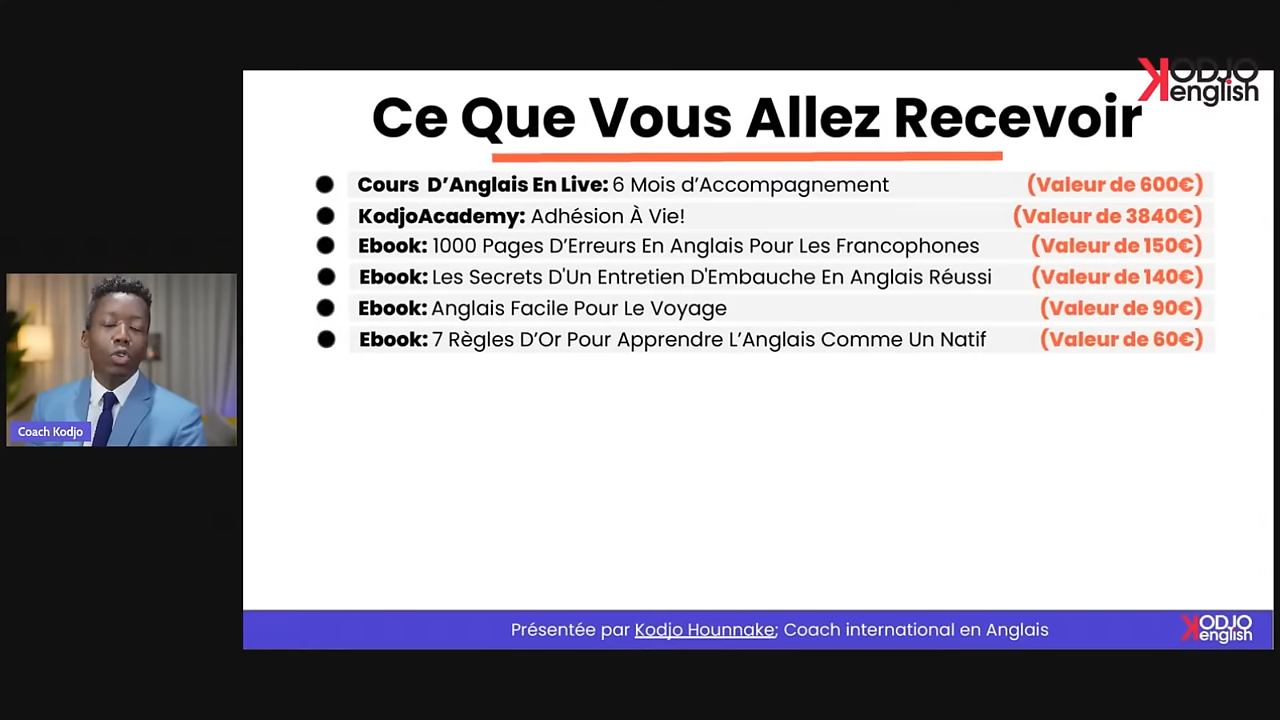 KODJO
english
Ce Que Vous Allez Recevoir
Cours D’Anglais En Live: 6 Mois d’Accompagnement (Valeur de 600€)
KodjoAcademy: Adhésion À Vie! (Valeur de 3840€)
Ebook: 1000 Pages D’Erreurs En Anglais Pour Les Francophones (Valeur de 150€)
Ebook: Les Secrets D'Un Entretien D'Embauche En Anglais Réussi (Valeur de 140€)
Ebook: Anglais Facile Pour Le Voyage (Valeur de 90€)
Ebook: 7 Règles D’Or Pour Apprendre L’Anglais Comme Un Natif (Valeur de 60€)
Coach Kodjo
Présentée par Kodjo Hounnake; Coach international en Anglais
KODJO
english